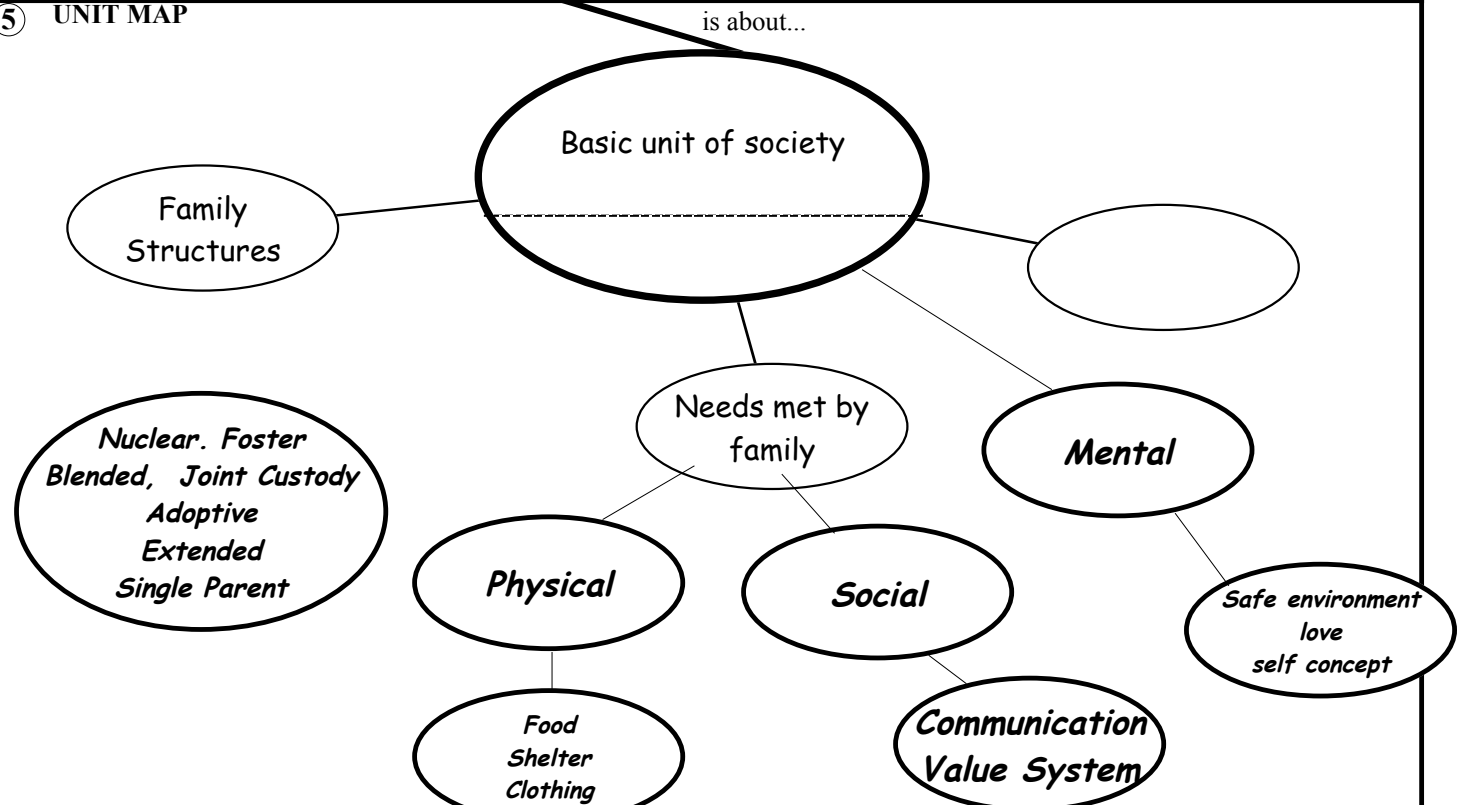 5 UNIT MAP
is about...
Basic unit of society
Family
Structures
Needs met by
family
Mental
Nuclear. Foster
Blended, Joint Custody
Adoptive
Extended
Single Parent
Physical
Social
Safe environment
love
self concept
Food
Shelter
Clothing
Communication
Value System